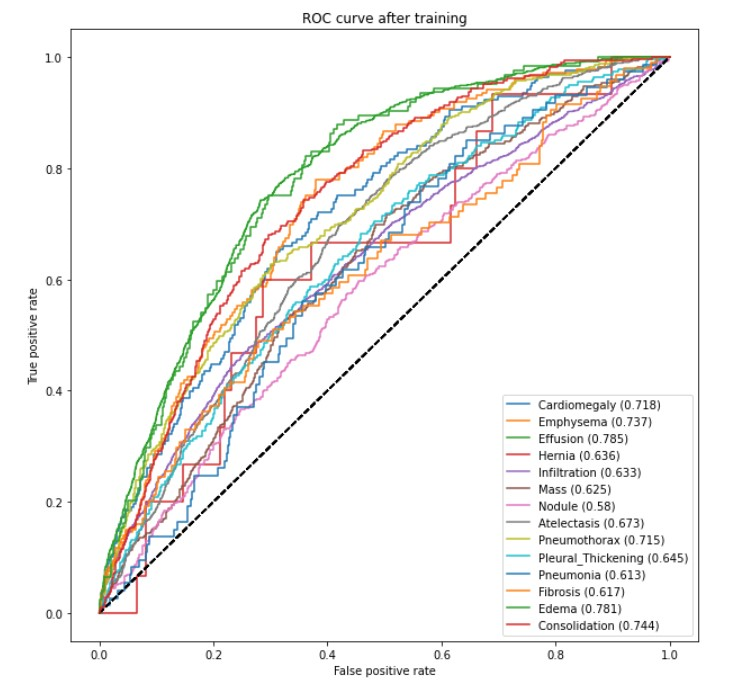 ROC curve after training
1.0
0.8
0.6
0.4
0.2
0.0
True positive rate
Cardiomegaly (0.718)
Emphysema (0.737)
Effusion (0.785)
Hernia (0.636)
Infiltration (0.633)
Mass (0.625)
Nodule (0.58)
Atelectasis (0.673)
Pneumothorax (0.715)
Pleural_Thickening (0.645)
Pneumonia (0.613)
Fibrosis (0.617)
Edema (0.781)
Consolidation (0.744)
0.0 0.2 0.4 0.6 0.8 1.0
False positive rate